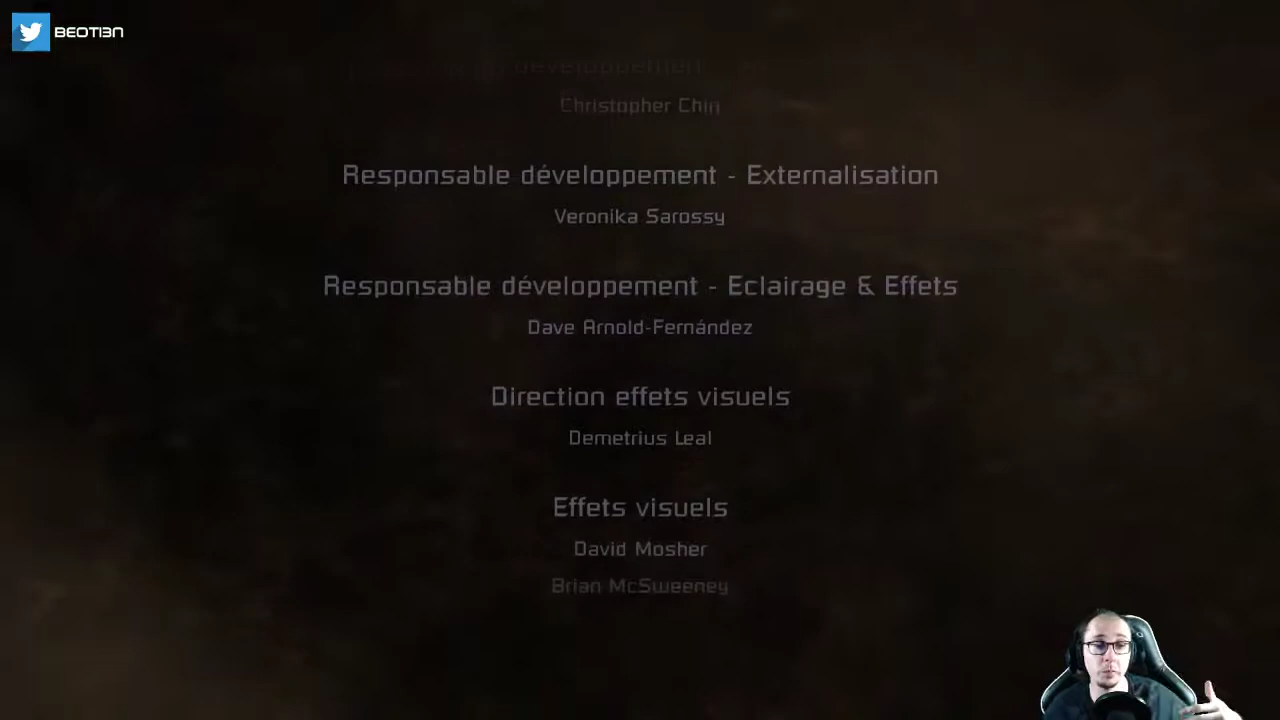 BEOTI3N
développement
Christopher Chin
Responsable développement - Externalisation
Veronika Sarossy
Responsable développement - Eclairage & Effets
Dave Arnold-Fernández
Direction effets visuels
Demetrius Leal
Effets visuels
David Mosher
Brian McSweeney